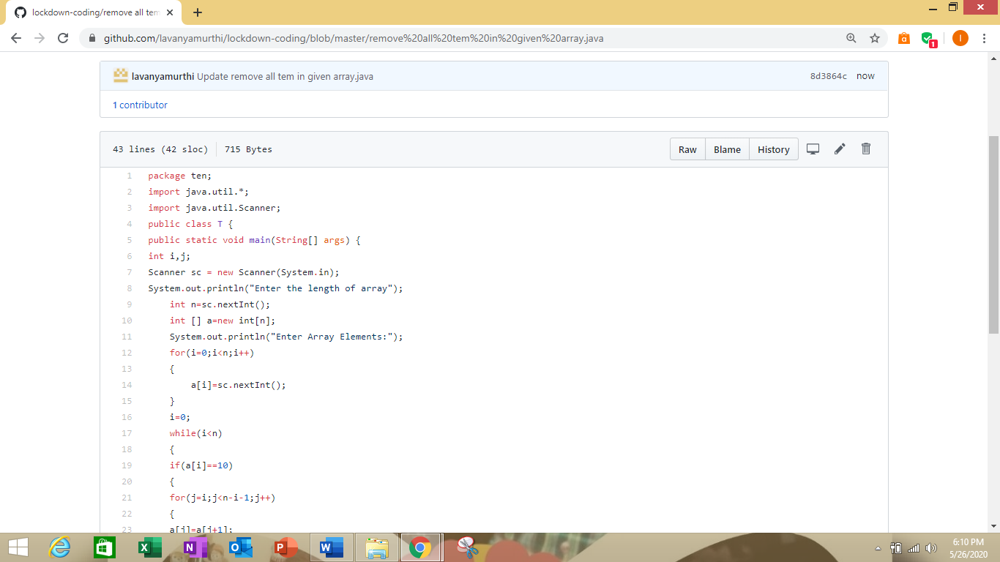 lockdown-coding/remove all tem
github.com/lavanyamurthi/lockdown-coding/blob/master/remove%20all%20tem%20in%20given%20array.java
1
I
lavanyamurthi Update remove all tem in given array.java 8d3864c now
1 contributor
43 lines (42 sloc) 715 Bytes Raw Blame History
1 package ten;
2 import java.util.*;
3 import java.util.Scanner;
4 public class T {
5 public static void main(String[] args) {
6 int i,j;
7 Scanner sc = new Scanner(System.in);
8 System.out.println("Enter the length of array");
9 int n=sc.nextInt();
10 int [] a=new int[n];
11 System.out.println("Enter Array Elements:");
12 for(i=0;i<n;i++)
13 {
14 a[i]=sc.nextInt();
15 }
16 i=0;
17 while(i<n)
18 {
19 if(a[i]==10)
20 {
21 for(j=i;j<n-i-1;j++)
22 {
23 a[j]=a[j+1];
6:10 PM
5/26/2020